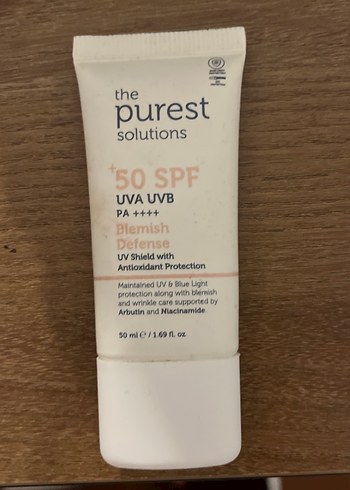 the
purest
solutions
+50 SPF
UVA UVB
PA ++++
Blemish
Defense
UV Shield with
Antioxidant Protection
Maintained UV & Blue Light
protection along with blemish
and wrinkle care supported by
Arbutin and Niacinamide.
50 ml ℮ / 1.69 fl. oz.